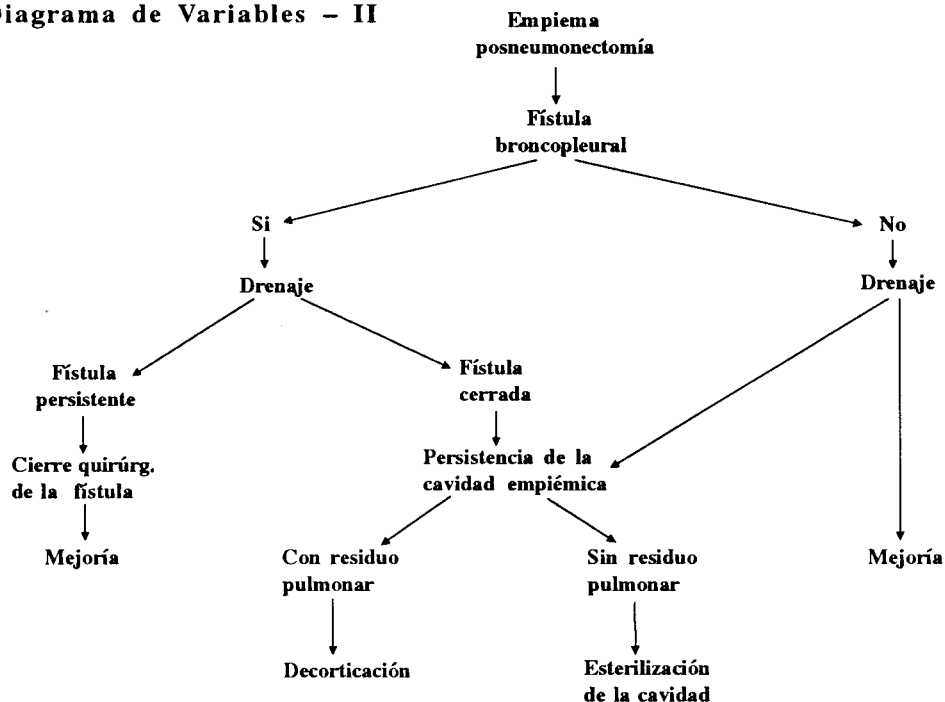 Diagrama de Variables – II
Empiema
posneumonectomía
Fístula
broncopleural
Si
No
Drenaje
Drenaje
Fístula
persistente
Fístula
cerrada
Cierre quirúrg.
de la fístula
Persistencia de la
cavidad empiémica
Mejoría
Con residuo
pulmonar
Sin residuo
pulmonar
Mejoría
Decorticación
Esterilización
de la cavidad